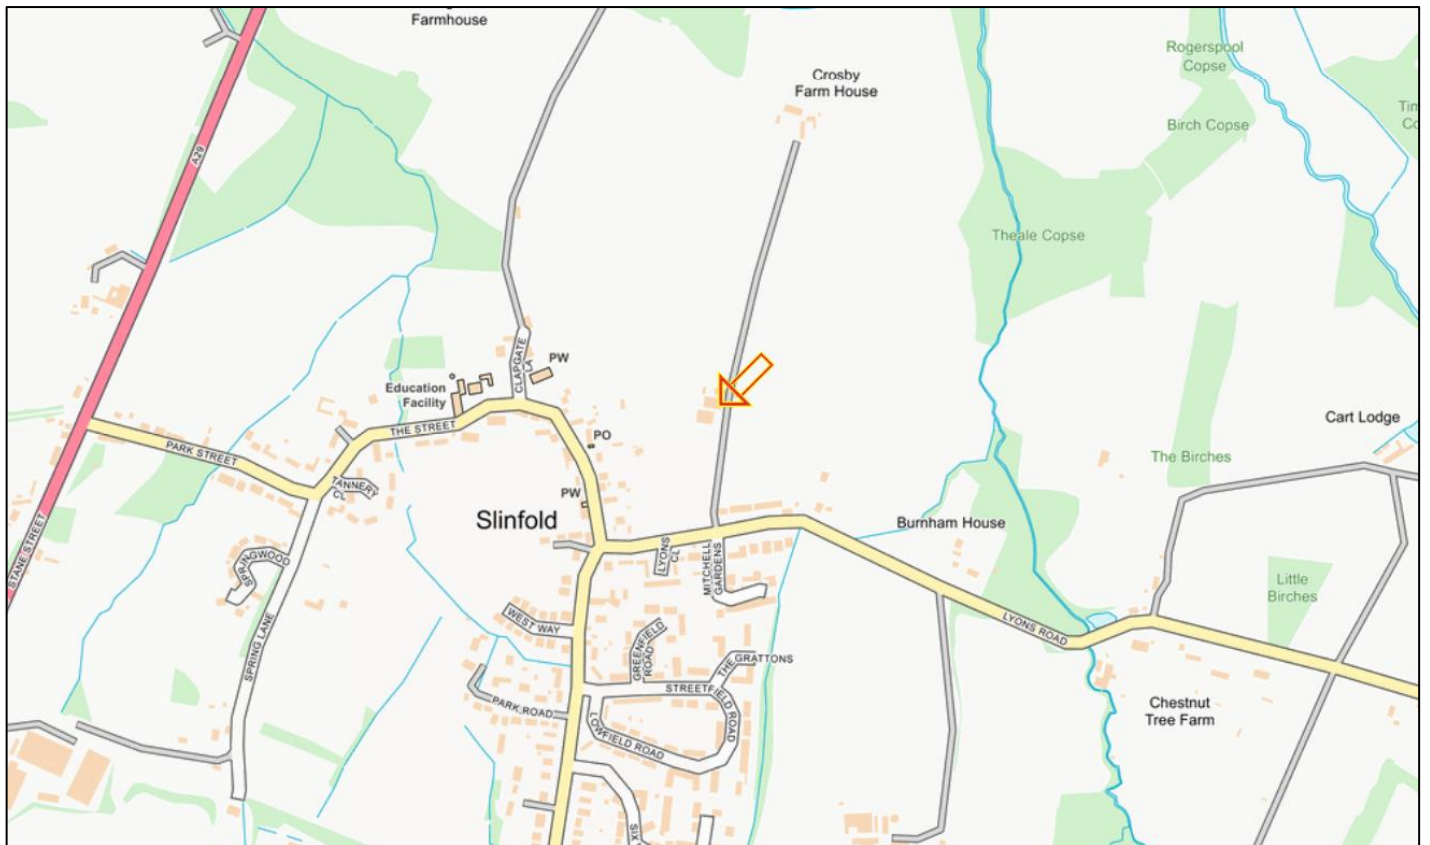 Farmhouse
Crosby
Farm House
Rogerspool
Copse
Birch Copse
A29
Theale Copse
CLAPGATE
LA
PW
Education
Facility
THE STREET
PARK STREET
PO
Cart Lodge
The Birches
TANNERY
CL
PW
Slinfold
Burnham House
STANE STREET
SPRINGWOOD
LYONS
CL
MITCHELL
GARDENS
Little
Birches
WEST WAY
LYONS ROAD
SPRING LANE
GREENFIELD
ROAD
THE GRATTONS
STREETFIELD ROAD
PARK ROAD
LOWFIELD ROAD
Chestnut
Tree Farm
SIX